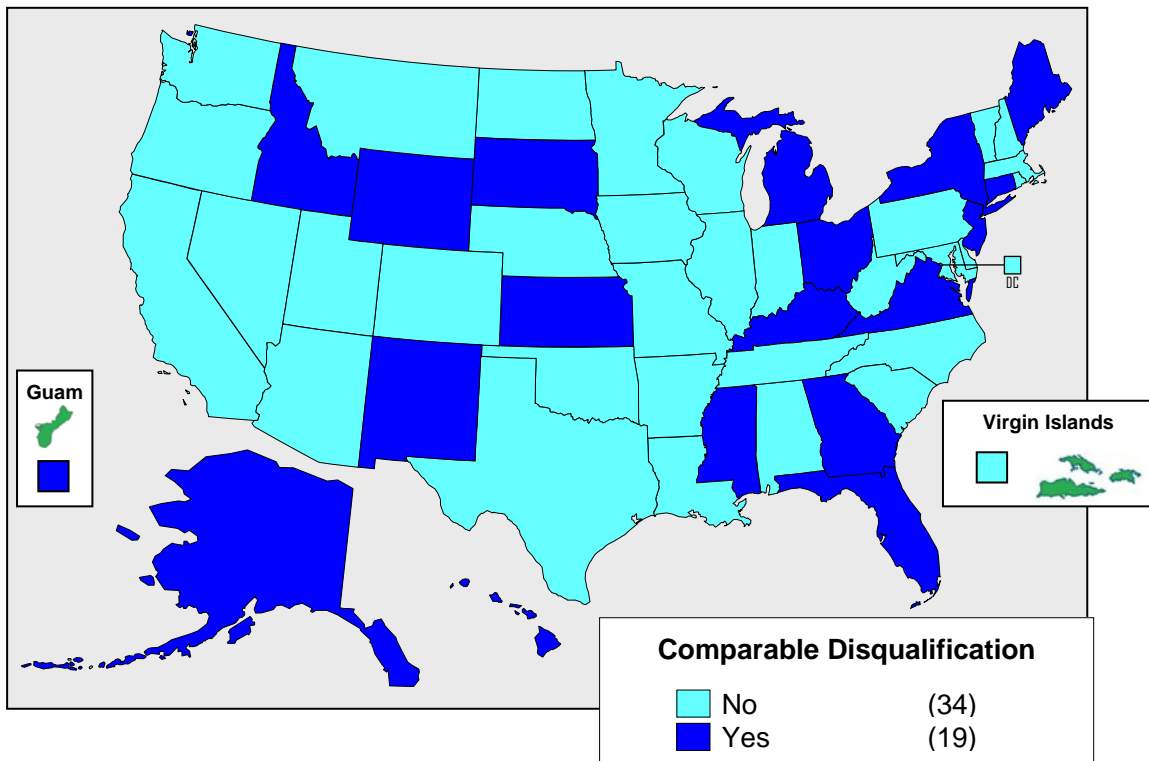 Guam
DC
Virgin Islands
Comparable Disqualification
No (34)
Yes (19)